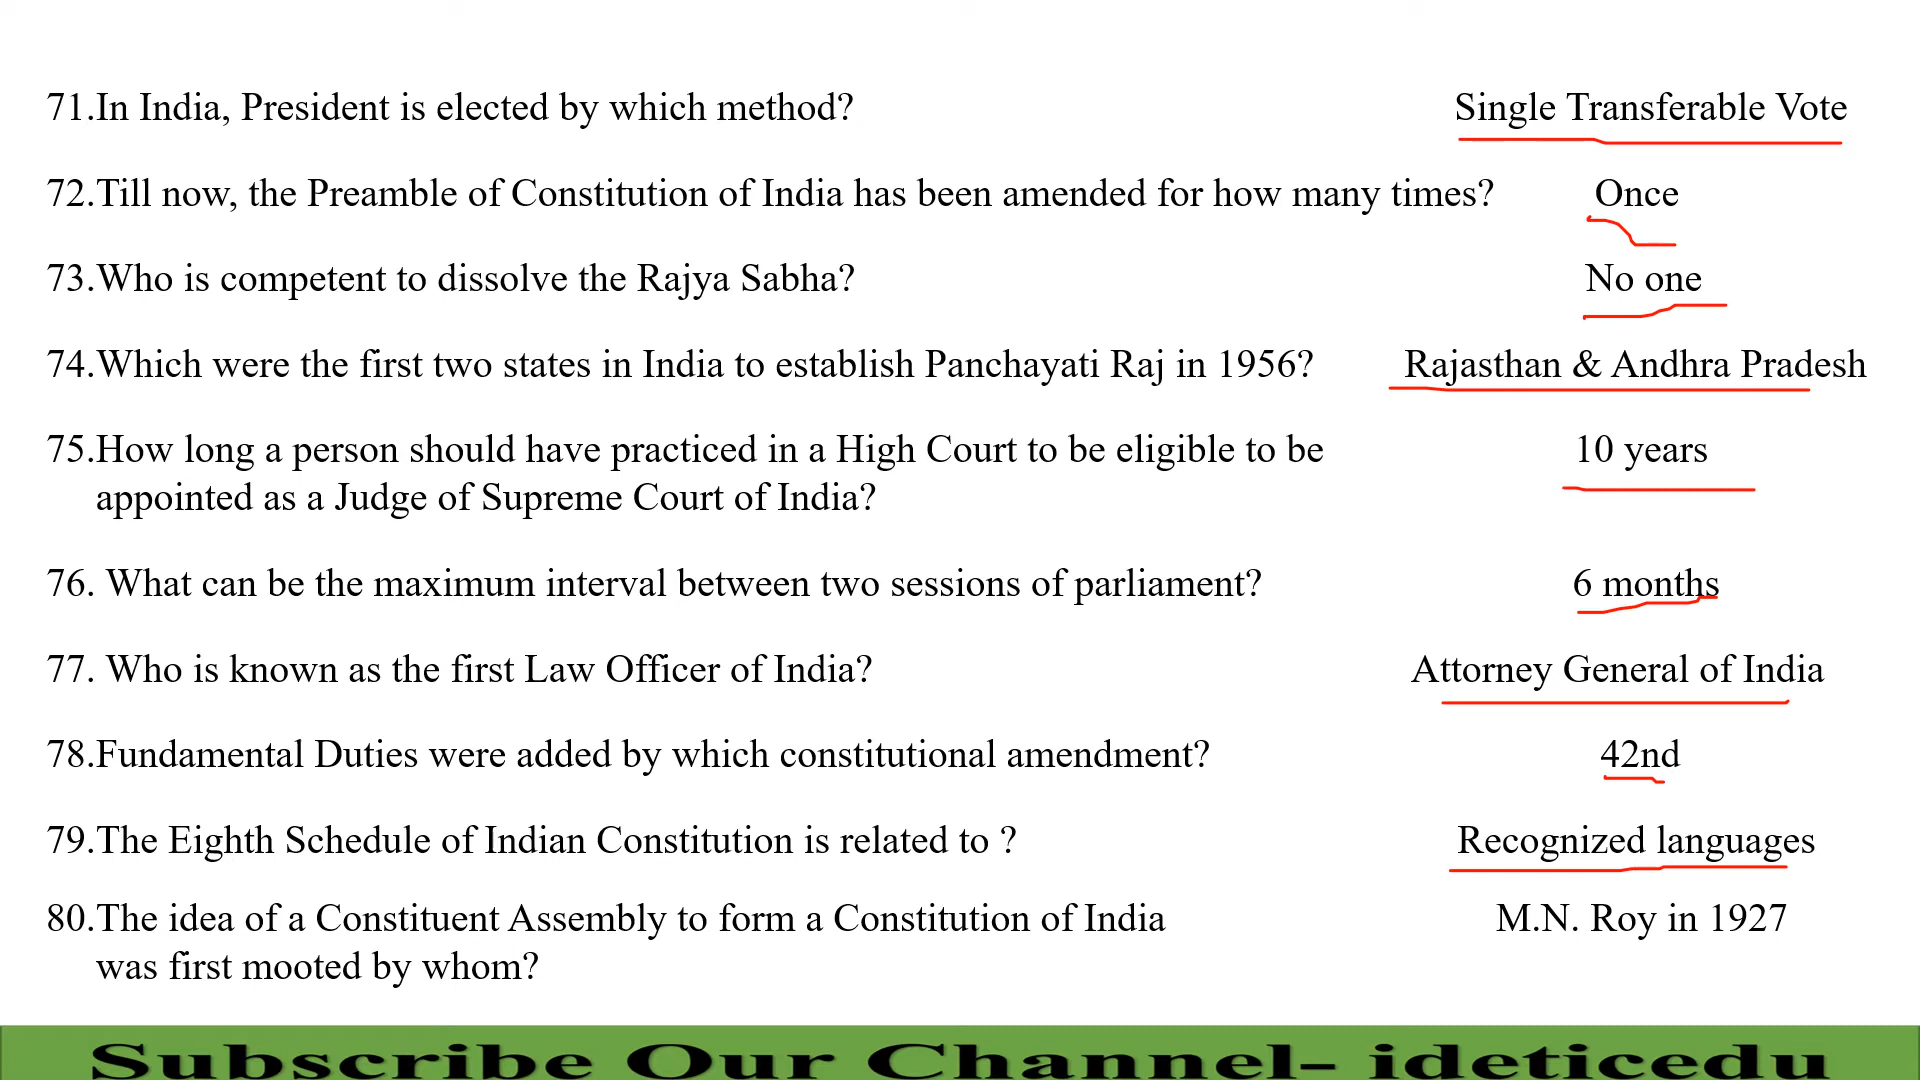 71.In India, President is elected by which method? Single Transferable Vote
72.Till now, the Preamble of Constitution of India has been amended for how many times? Once
73.Who is competent to dissolve the Rajya Sabha? No one
74.Which were the first two states in India to establish Panchayati Raj in 1956? Rajasthan & Andhra Pradesh
75.How long a person should have practiced in a High Court to be eligible to be 10 years
appointed as a Judge of Supreme Court of India?
76. What can be the maximum interval between two sessions of parliament? 6 months
77. Who is known as the first Law Officer of India? Attorney General of India
78.Fundamental Duties were added by which constitutional amendment? 42nd
79.The Eighth Schedule of Indian Constitution is related to ? Recognized languages
80.The idea of a Constituent Assembly to form a Constitution of India M.N. Roy in 1927
was first mooted by whom?
Subscribe Our Channel- ideticedu